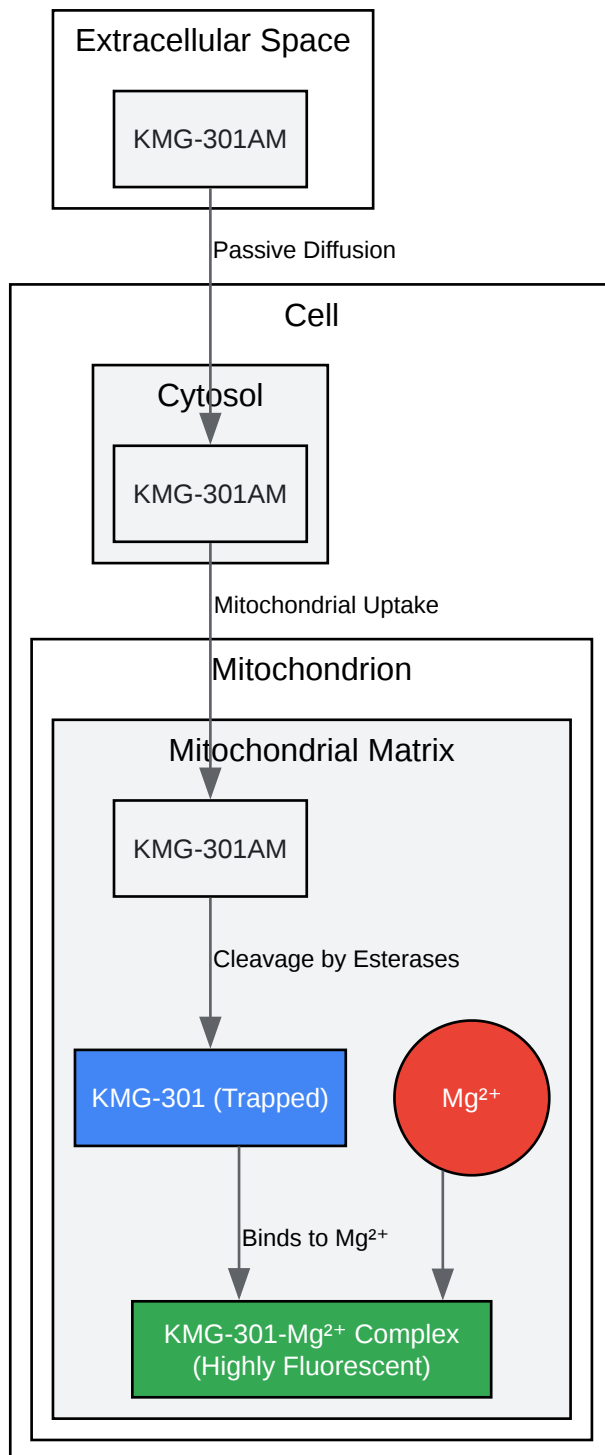 Extracellular Space
KMG-301AM
Passive Diffusion
Cell
Cytosol
KMG-301AM
Mitochondrial Uptake
Mitochondrion
Mitochondrial Matrix
KMG-301AM
Cleavage by Esterases
KMG-301 (Trapped)
Mg²⁺
Binds to Mg²⁺
KMG-301-Mg²⁺ Complex
(Highly Fluorescent)